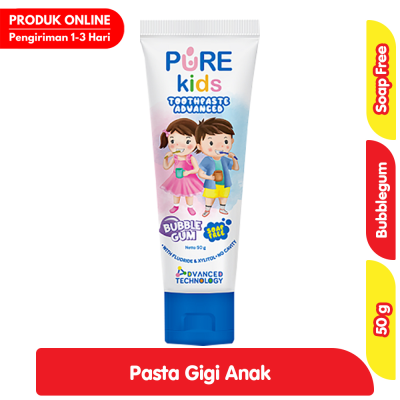 PRODUK ONLINE
Pengiriman 1-3 Hari
PURE
kids
TOOTHPASTE
ADVANCED
BUBBLE
GUM
SOAP
FREE
Netto 50 g
• WITH FLUORIDE & XYLITOL • NO CAVITY
ADVANCED
TECHNOLOGY
Soap Free
Bubblegum
50 g
Pasta Gigi Anak